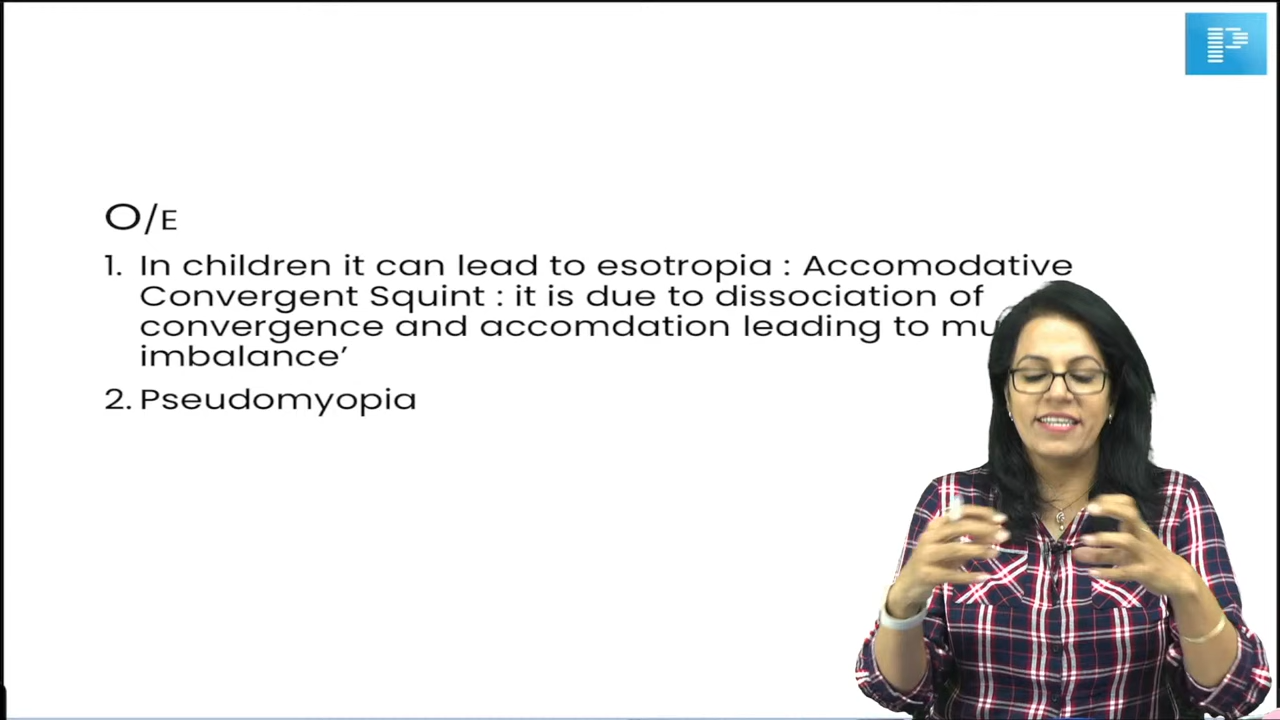 O/E
1. In children it can lead to esotropia : Accomodative
Convergent Squint : it is due to dissociation of
convergence and accomdation leading to
imbalance’
2. Pseudomyopia